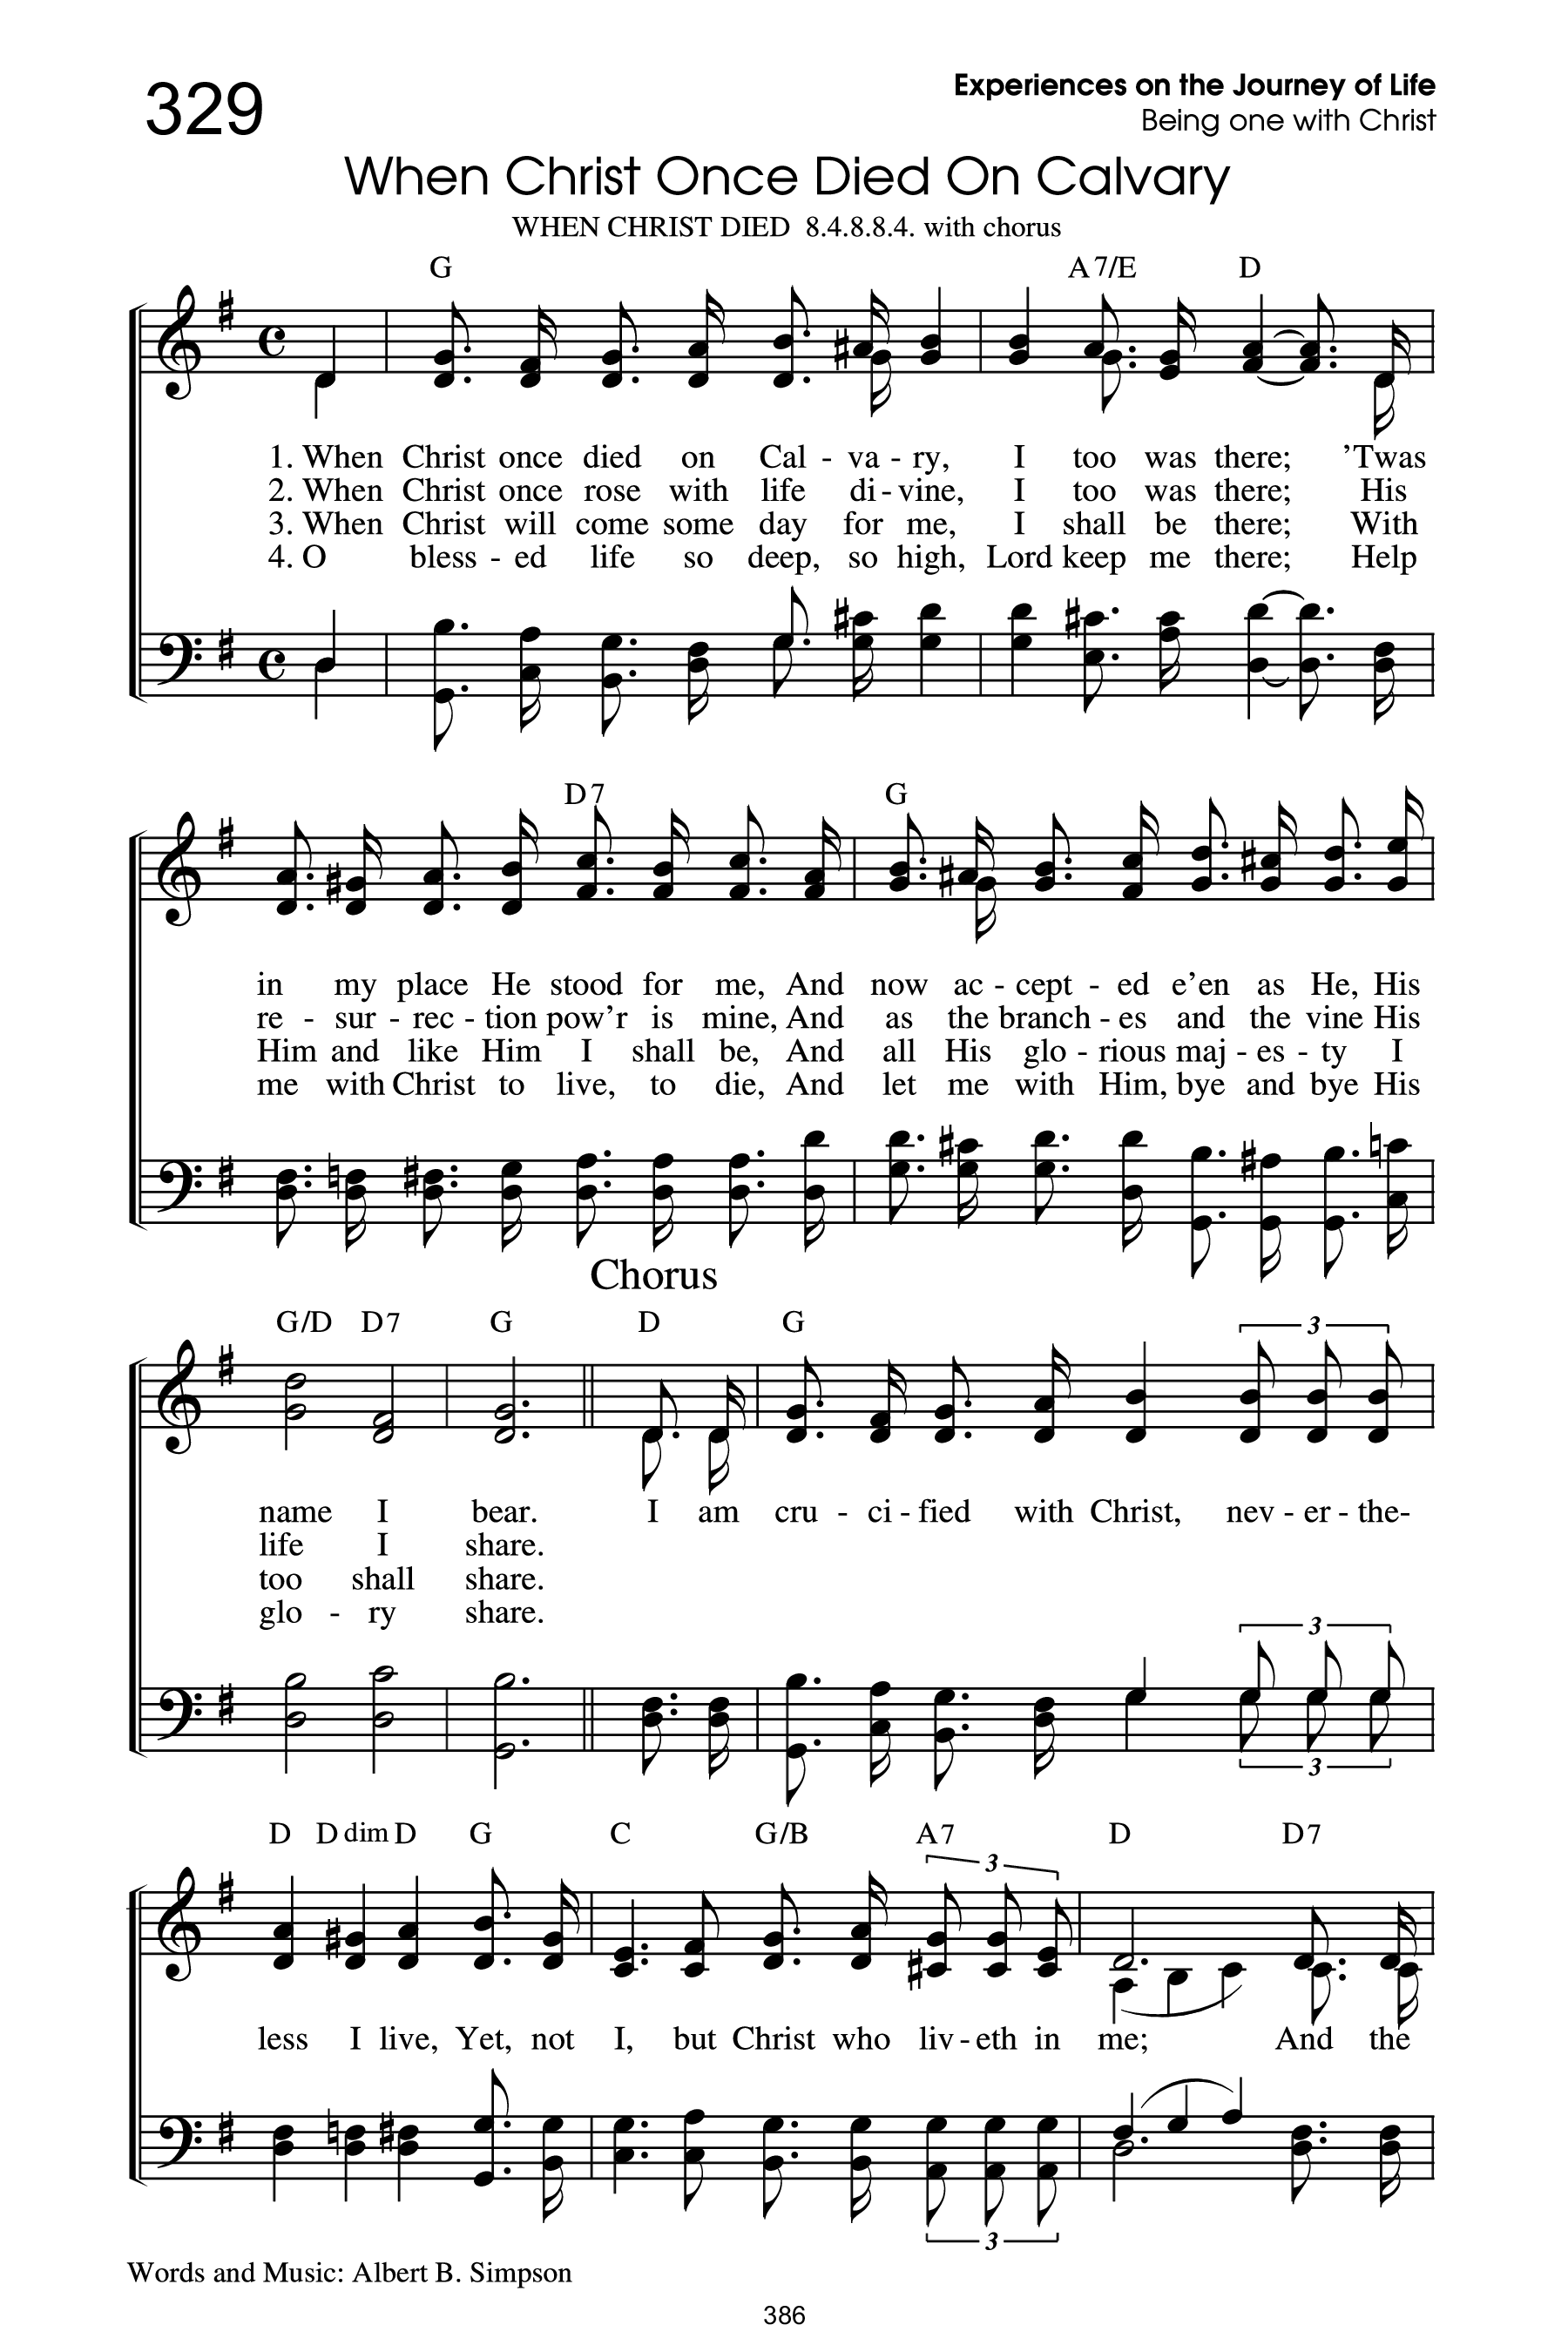 329
Experiences on the Journey of Life
Being one with Christ
When Christ Once Died On Calvary
WHEN CHRIST DIED 8.4.8.8.4. with chorus
G A7/E D
1. When Christ once died on Cal - va - ry, I too was there; ’Twas
2. When Christ once rose with life di - vine, I too was there; His
3. When Christ will come some day for me, I shall be there; With
4. O bless - ed life so deep, so high, Lord keep me there; Help
D7 G
in my place He stood for me, And now ac - cept - ed e’en as He, His
re - sur - rec - tion pow’r is mine, And as the branch - es and the vine His
Him and like Him I shall be, And all His glo - rious maj - es - ty I
me with Christ to live, to die, And let me with Him, bye and bye His
Chorus
G/D D7 G D G
3
name I bear. I am cru - ci - fied with Christ, nev - er - the-
life I share.
too shall share.
glo - ry share.
3
3
D D dim D G C G/B A7 D D7
3
less I live, Yet, not I, but Christ who liv - eth in me; And the
3
Words and Music: Albert B. Simpson
386